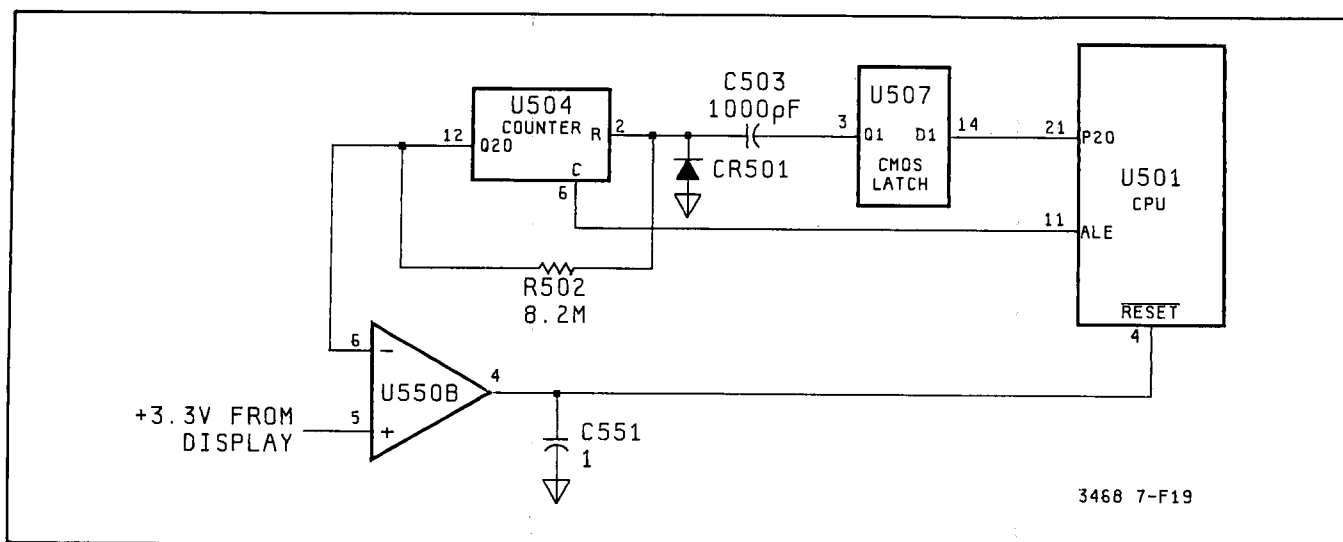 C503
1000pF
U504
COUNTER
12
Q20
R
2
C
6
3
U507
Q1
D1
CMOS
LATCH
14
21
P20
U501
CPU
11
ALE
RESET
4
CR501
R502
8.2M
6
-
U550B
4
5
+
+3.3V FROM
DISPLAY
C551
1
3468 7-F19